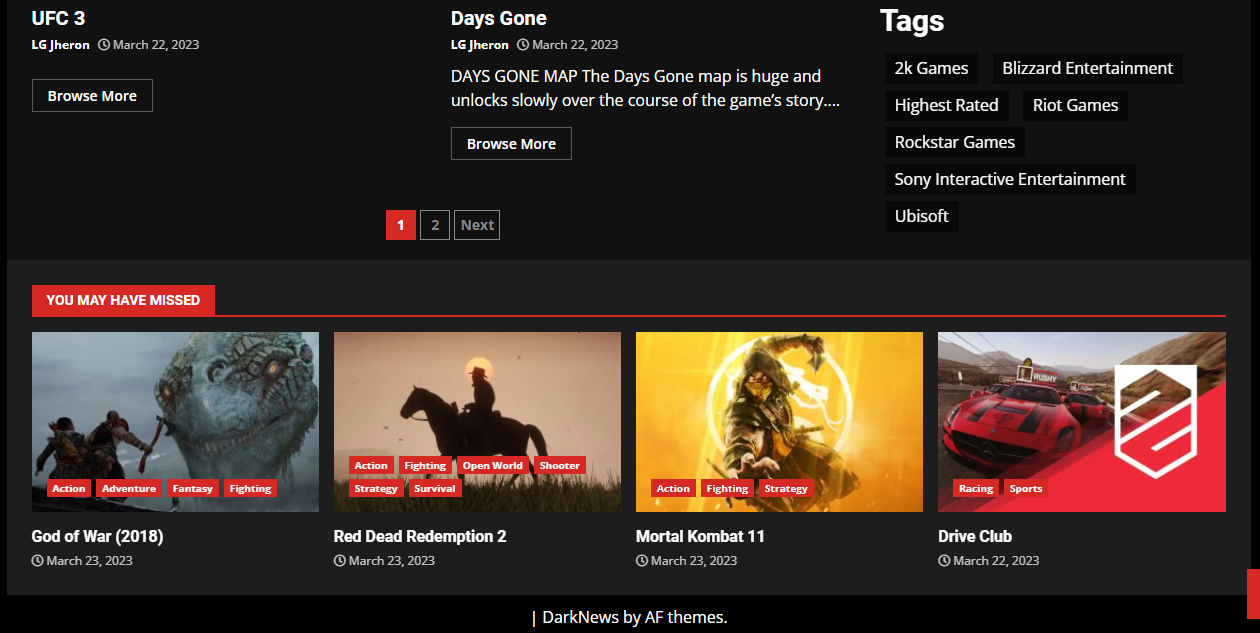 UFC 3
LG Jheron March 22, 2023
Browse More
Days Gone
LG Jheron March 22, 2023
DAYS GONE MAP The Days Gone map is huge and
unlocks slowly over the course of the game’s story….
Browse More
1 2 Next
Tags
2k Games Blizzard Entertainment
Highest Rated Riot Games
Rockstar Games
Sony Interactive Entertainment
Ubisoft
YOU MAY HAVE MISSED
Action Adventure Fantasy Fighting
God of War (2018)
March 23, 2023
Action Fighting Open World Shooter
Strategy Survival
Red Dead Redemption 2
March 23, 2023
Action Fighting Strategy
Mortal Kombat 11
March 23, 2023
RUSHY
Racing Sports
Drive Club
March 22, 2023
| DarkNews by AF themes.